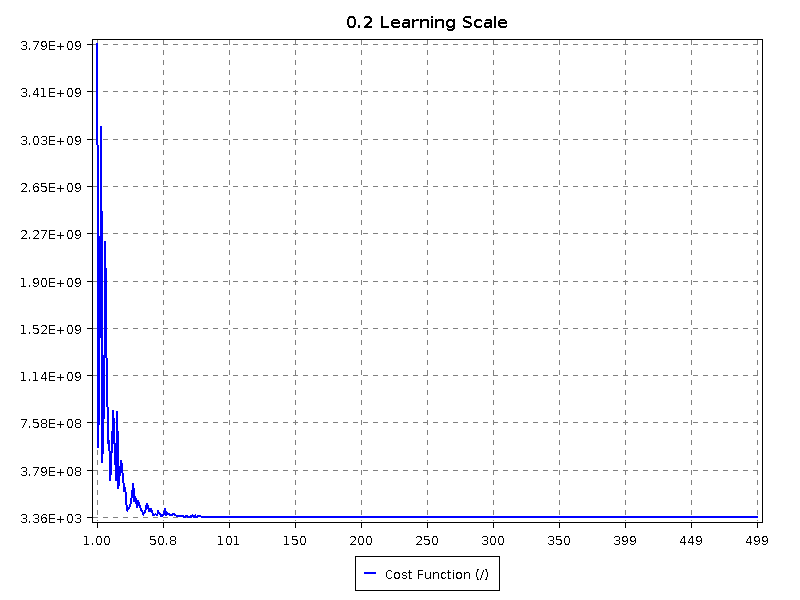 0.2 Learning Scale
3.79E+09
3.41E+09
3.03E+09
2.65E+09
2.27E+09
1.90E+09
1.52E+09
1.14E+09
7.58E+08
3.79E+08
3.36E+03
1.00 50.8 101 150 200 250 300 350 399 449 499
Cost Function (/)